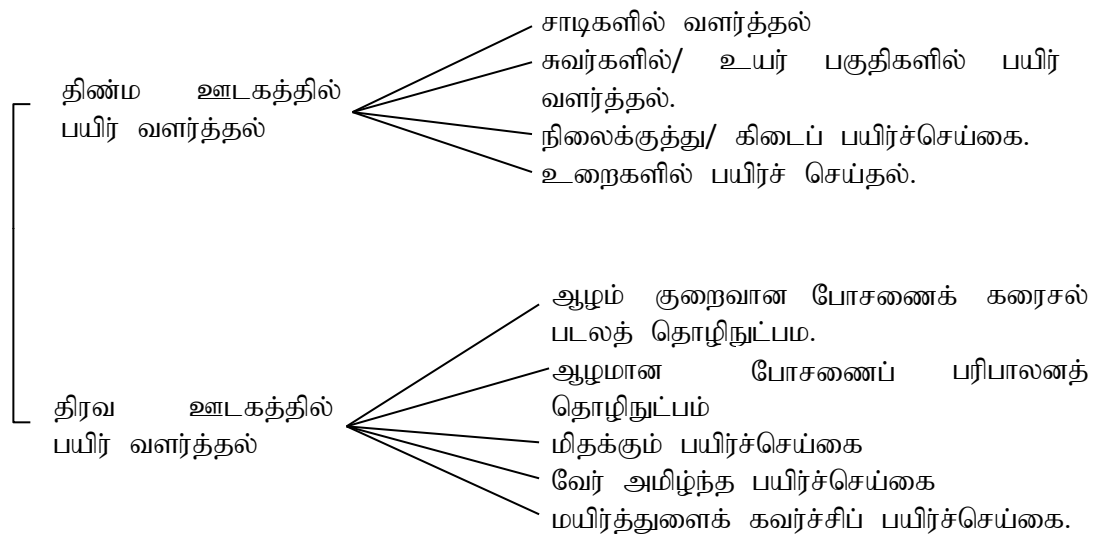 திண்ம ஊடகத்தில்
பயிர் வளர்த்தல்
சாடிகளில் வளர்த்தல்
சுவர்களில்/ உயர் பகுதிகளில் பயிர்
வளர்த்தல்.
நிலைக்குத்து/ கிடைப் பயிர்ச்செய்கை.
உறைகளில் பயிர்ச் செய்தல்.
திரவ ஊடகத்தில்
பயிர் வளர்த்தல்
ஆழம் குறைவான போசணைக் கரைசல்
படலத் தொழிநுட்பம.
ஆழமான போசணைப் பரிபாலனத்
தொழிநுட்பம்
மிதக்கும் பயிர்ச்செய்கை
வேர் அமிழ்ந்த பயிர்ச்செய்கை
மயிர்த்துளைக் கவர்ச்சிப் பயிர்ச்செய்கை.